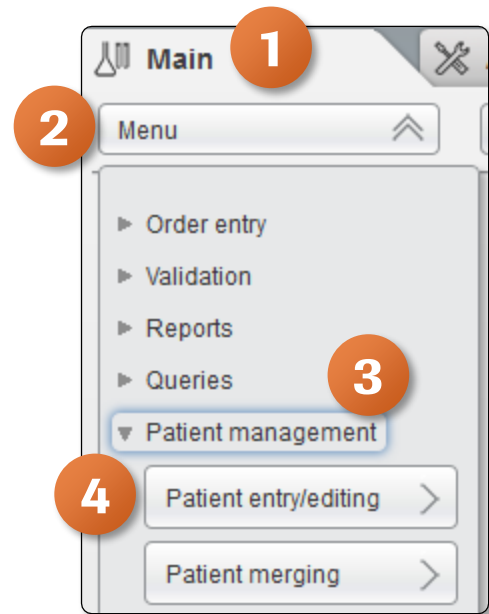 1
Main
2
Menu
Order entry
Validation
Reports
Queries
3
Patient management
4
Patient entry/editing
Patient merging